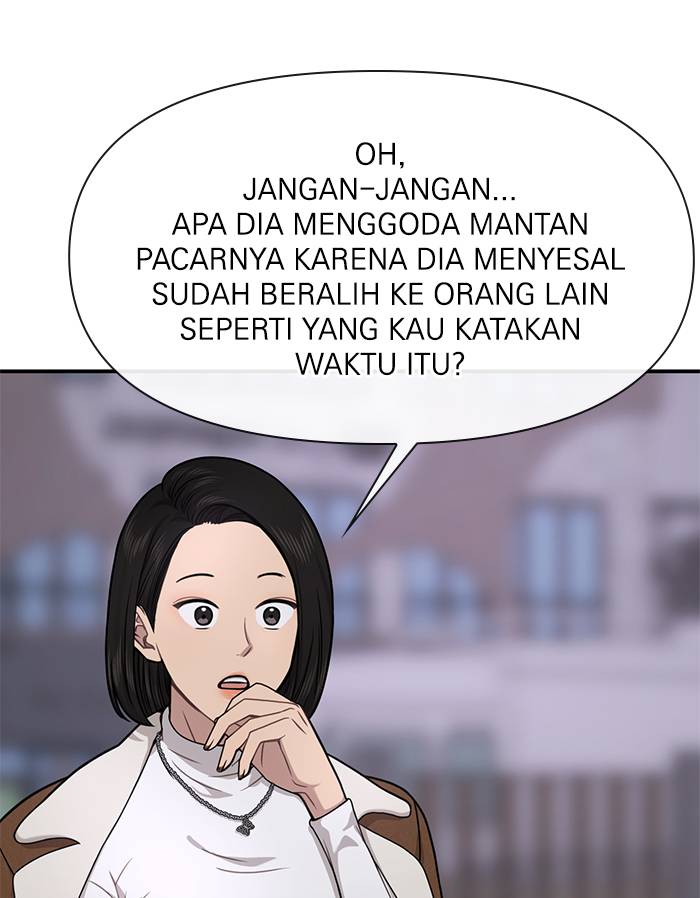 OH,
JANGAN-JANGAN...
APA DIA MENGGODA MANTAN
PACARNYA KARENA DIA MENYESAL
SUDAH BERALIH KE ORANG LAIN
SEPERTI YANG KAU KATAKAN
WAKTU ITU?